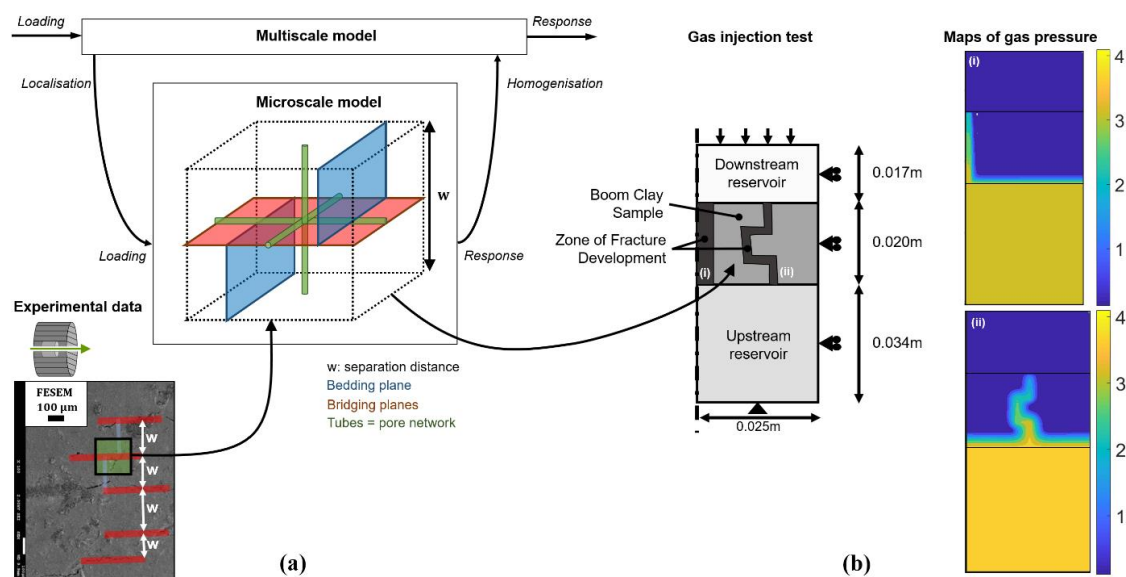 Loading
Multiscale model
Response
Localisation
Homogenisation
Microscale model
w
Loading
Response
Experimental data
FESEM
100 µm
w
w
w
w
w: separation distance
Bedding plane
Bridging planes
Tubes = pore network
(a)
Gas injection test
Downstream
reservoir
0.017m
Boom Clay
Sample
Zone of Fracture
Development
(i)
(ii)
0.020m
Upstream
reservoir
0.034m
0.025m
(b)
Maps of gas pressure
(i)
4
3
2
1
(ii)
4
3
2
1